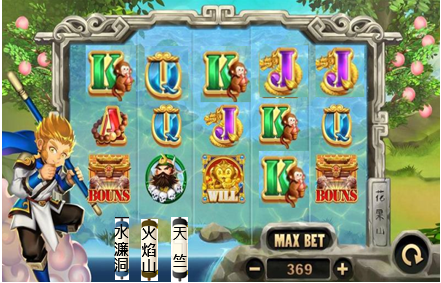 K Q K J J
A Q J K Q
BOUNS WILL K BOUNS
花果山
水濂洞
火焰山
天竺
MAX BET
− 369 +